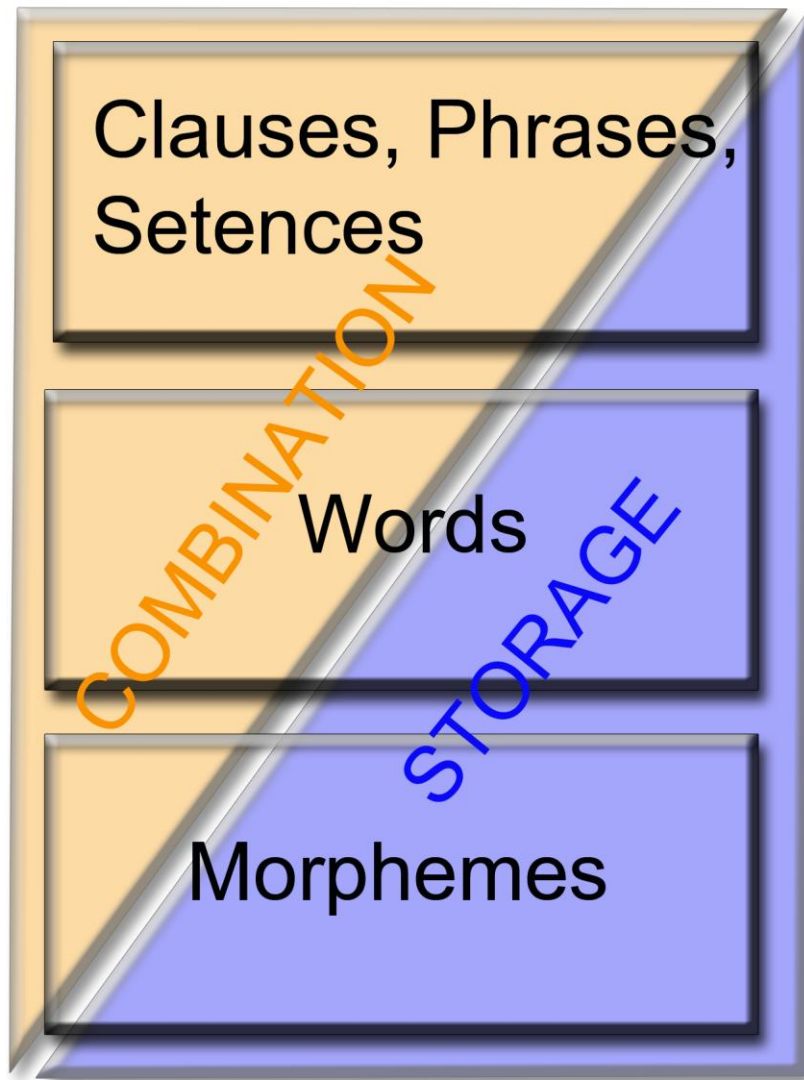 Clauses, Phrases,
Setences
COMBINATION
Words
STORAGE
Morphemes